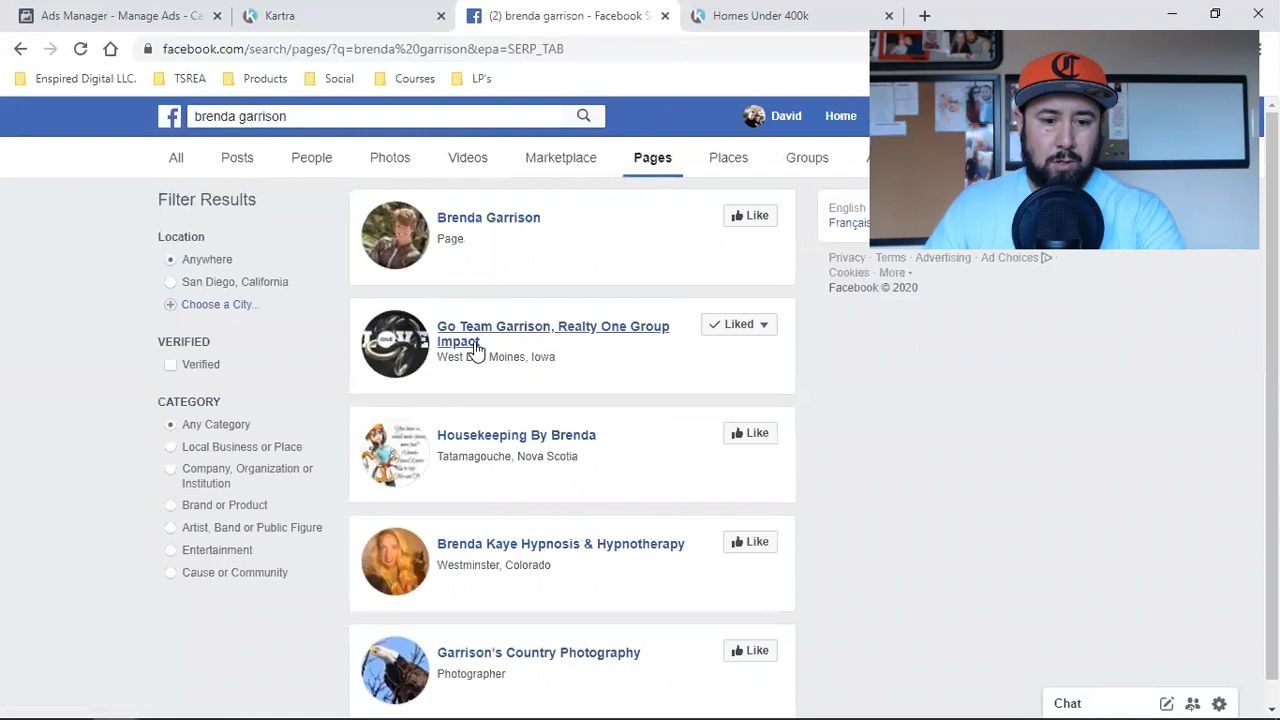 Ads Manager - Manage Ads - Ca
Kartra
(2) brenda garrison - Facebook S
Homes Under 400k
facebook.com/search/pages/?q=brenda%20garrison&epa=SERP_TAB
Enspired Digital LLC.
TSREA
Products
Social
Courses
LP's
brenda garrison
David
Home
All
Posts
People
Photos
Videos
Marketplace
Pages
Places
Groups
Filter Results
Location
Anywhere
San Diego, California
Choose a City...
VERIFIED
Verified
CATEGORY
Any Category
Local Business or Place
Company, Organization or
Institution
Brand or Product
Artist, Band or Public Figure
Entertainment
Cause or Community
Brenda Garrison
Page
Like
Go Team Garrison, Realty One Group
Impact
West D Moines, Iowa
Liked
Housekeeping By Brenda
Tatamagouche, Nova Scotia
Like
Brenda Kaye Hypnosis & Hypnotherapy
Westminster, Colorado
Like
Garrison's Country Photography
Photographer
Like
English
Françai
Privacy · Terms · Advertising · Ad Choices ·
Cookies · More
Facebook © 2020
Chat